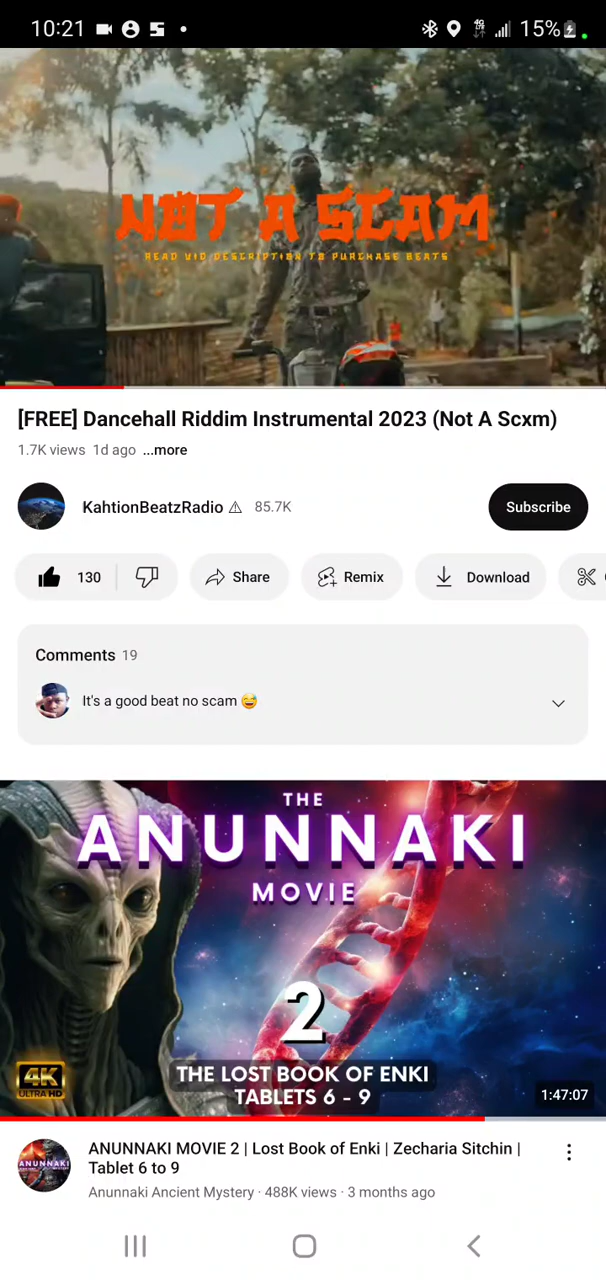 10:21
15%
NOT A SCAM
READ VID DESCRIPTION TO PURCHASE BEATS
[FREE] Dancehall Riddim Instrumental 2023 (Not A Scxm)
1.7K views 1d ago ...more
KahtionBeatzRadio ⚠ 85.7K
Subscribe
130
Share
Remix
Download
Comments 19
It's a good beat no scam 😅
THE
ANUNNAKI
MOVIE
2
4K
ULTRA HD
THE LOST BOOK OF ENKI
TABLETS 6 - 9
1:47:07
ANUNNAKI
ANUNNAKI MOVIE 2 | Lost Book of Enki | Zecharia Sitchin |
Tablet 6 to 9
Anunnaki Ancient Mystery · 488K views · 3 months ago